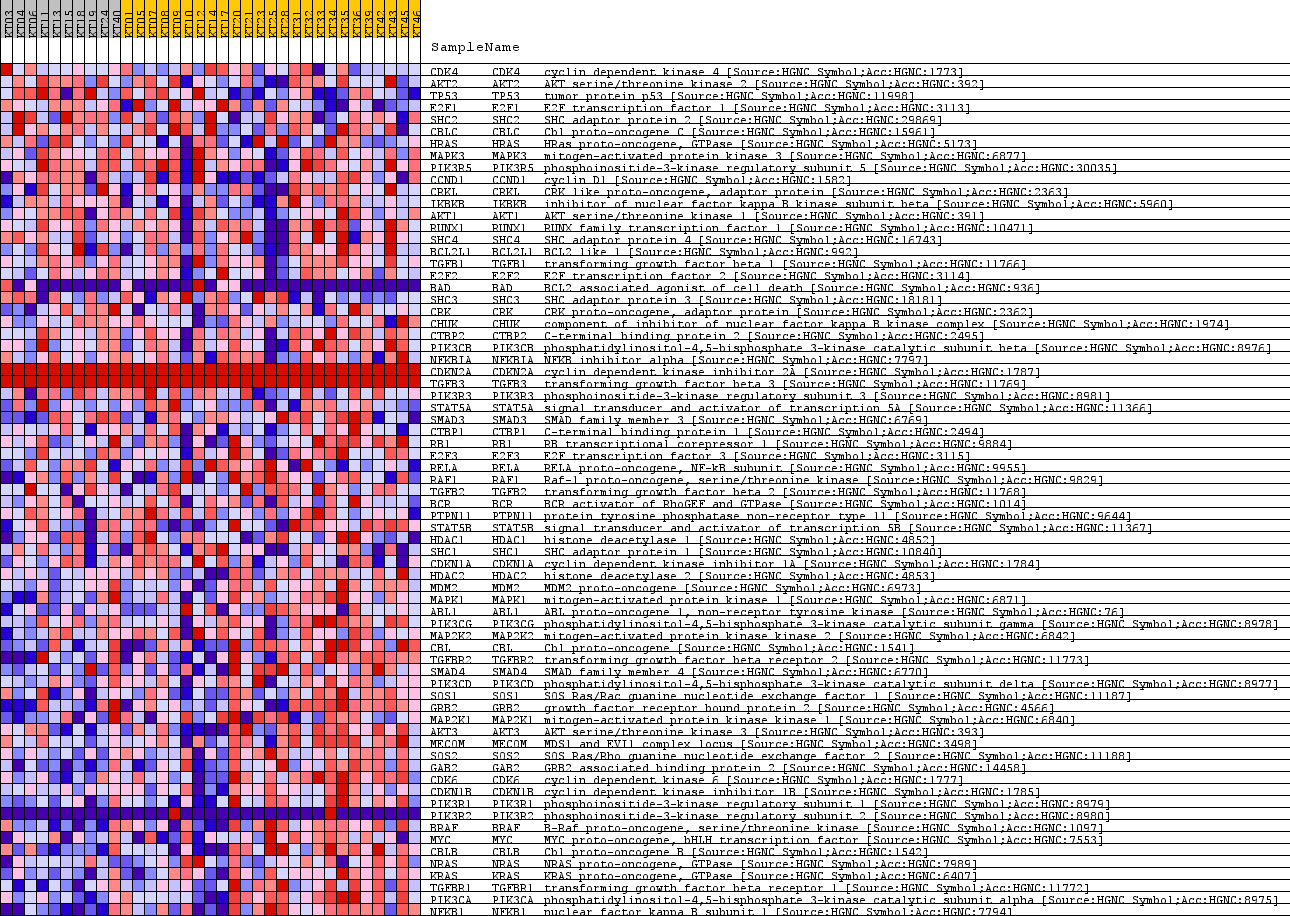 KT03 KT04 KT06 KT11 KT13 KT15 KT18 KT19 KT24 KT40 KT01 KT05 KT07 KT08 KT09 KT10 KT12 KT14 KT17 KT20 KT21 KT23 KT25 KT28 KT31 KT32 KT33 KT34 KT35 KT36 KT39 KT42 KT43 KT45 KT46
SampleName
CDK4 CDK4 cyclin dependent kinase 4 [Source:HGNC Symbol;Acc:HGNC:1773]
AKT2 AKT2 AKT serine/threonine kinase 2 [Source:HGNC Symbol;Acc:HGNC:392]
TP53 TP53 tumor protein p53 [Source:HGNC Symbol;Acc:HGNC:11998]
E2F1 E2F1 E2F transcription factor 1 [Source:HGNC Symbol;Acc:HGNC:3113]
SHC2 SHC2 SHC adaptor protein 2 [Source:HGNC Symbol;Acc:HGNC:29869]
CBLC CBLC Cbl proto-oncogene C [Source:HGNC Symbol;Acc:HGNC:15961]
HRAS HRAS HRas proto-oncogene, GTPase [Source:HGNC Symbol;Acc:HGNC:5173]
MAPK3 MAPK3 mitogen-activated protein kinase 3 [Source:HGNC Symbol;Acc:HGNC:6877]
PIK3R5 PIK3R5 phosphoinositide-3-kinase regulatory subunit 5 [Source:HGNC Symbol;Acc:HGNC:30035]
CCND1 CCND1 cyclin D1 [Source:HGNC Symbol;Acc:HGNC:1582]
CRKL CRKL CRK like proto-oncogene, adaptor protein [Source:HGNC Symbol;Acc:HGNC:2363]
IKBKB IKBKB inhibitor of nuclear factor kappa B kinase subunit beta [Source:HGNC Symbol;Acc:HGNC:5960]
AKT1 AKT1 AKT serine/threonine kinase 1 [Source:HGNC Symbol;Acc:HGNC:391]
RUNX1 RUNX1 RUNX family transcription factor 1 [Source:HGNC Symbol;Acc:HGNC:10471]
SHC4 SHC4 SHC adaptor protein 4 [Source:HGNC Symbol;Acc:HGNC:16743]
BCL2L1 BCL2L1 BCL2 like 1 [Source:HGNC Symbol;Acc:HGNC:992]
TGFB1 TGFB1 transforming growth factor beta 1 [Source:HGNC Symbol;Acc:HGNC:11766]
E2F2 E2F2 E2F transcription factor 2 [Source:HGNC Symbol;Acc:HGNC:3114]
BAD BAD BCL2 associated agonist of cell death [Source:HGNC Symbol;Acc:HGNC:936]
SHC3 SHC3 SHC adaptor protein 3 [Source:HGNC Symbol;Acc:HGNC:18181]
CRK CRK CRK proto-oncogene, adaptor protein [Source:HGNC Symbol;Acc:HGNC:2362]
CHUK CHUK component of inhibitor of nuclear factor kappa B kinase complex [Source:HGNC Symbol;Acc:HGNC:1974]
CTBP2 CTBP2 C-terminal binding protein 2 [Source:HGNC Symbol;Acc:HGNC:2495]
PIK3CB PIK3CB phosphatidylinositol-4,5-bisphosphate 3-kinase catalytic subunit beta [Source:HGNC Symbol;Acc:HGNC:8976]
NFKBIA NFKBIA NFKB inhibitor alpha [Source:HGNC Symbol;Acc:HGNC:7797]
CDKN2A CDKN2A cyclin dependent kinase inhibitor 2A [Source:HGNC Symbol;Acc:HGNC:1787]
TGFB3 TGFB3 transforming growth factor beta 3 [Source:HGNC Symbol;Acc:HGNC:11769]
PIK3R3 PIK3R3 phosphoinositide-3-kinase regulatory subunit 3 [Source:HGNC Symbol;Acc:HGNC:8981]
STAT5A STAT5A signal transducer and activator of transcription 5A [Source:HGNC Symbol;Acc:HGNC:11366]
SMAD3 SMAD3 SMAD family member 3 [Source:HGNC Symbol;Acc:HGNC:6769]
CTBP1 CTBP1 C-terminal binding protein 1 [Source:HGNC Symbol;Acc:HGNC:2494]
RB1 RB1 RB transcriptional corepressor 1 [Source:HGNC Symbol;Acc:HGNC:9884]
E2F3 E2F3 E2F transcription factor 3 [Source:HGNC Symbol;Acc:HGNC:3115]
RELA RELA RELA proto-oncogene, NF-kB subunit [Source:HGNC Symbol;Acc:HGNC:9955]
RAF1 RAF1 Raf-1 proto-oncogene, serine/threonine kinase [Source:HGNC Symbol;Acc:HGNC:9829]
TGFB2 TGFB2 transforming growth factor beta 2 [Source:HGNC Symbol;Acc:HGNC:11768]
BCR BCR BCR activator of RhoGEF and GTPase [Source:HGNC Symbol;Acc:HGNC:1014]
PTPN11 PTPN11 protein tyrosine phosphatase non-receptor type 11 [Source:HGNC Symbol;Acc:HGNC:9644]
STAT5B STAT5B signal transducer and activator of transcription 5B [Source:HGNC Symbol;Acc:HGNC:11367]
HDAC1 HDAC1 histone deacetylase 1 [Source:HGNC Symbol;Acc:HGNC:4852]
SHC1 SHC1 SHC adaptor protein 1 [Source:HGNC Symbol;Acc:HGNC:10840]
CDKN1A CDKN1A cyclin dependent kinase inhibitor 1A [Source:HGNC Symbol;Acc:HGNC:1784]
HDAC2 HDAC2 histone deacetylase 2 [Source:HGNC Symbol;Acc:HGNC:4853]
MDM2 MDM2 MDM2 proto-oncogene [Source:HGNC Symbol;Acc:HGNC:6973]
MAPK1 MAPK1 mitogen-activated protein kinase 1 [Source:HGNC Symbol;Acc:HGNC:6871]
ABL1 ABL1 ABL proto-oncogene 1, non-receptor tyrosine kinase [Source:HGNC Symbol;Acc:HGNC:76]
PIK3CG PIK3CG phosphatidylinositol-4,5-bisphosphate 3-kinase catalytic subunit gamma [Source:HGNC Symbol;Acc:HGNC:8978]
MAP2K2 MAP2K2 mitogen-activated protein kinase kinase 2 [Source:HGNC Symbol;Acc:HGNC:6842]
CBL CBL Cbl proto-oncogene [Source:HGNC Symbol;Acc:HGNC:1541]
TGFBR2 TGFBR2 transforming growth factor beta receptor 2 [Source:HGNC Symbol;Acc:HGNC:11773]
SMAD4 SMAD4 SMAD family member 4 [Source:HGNC Symbol;Acc:HGNC:6770]
PIK3CD PIK3CD phosphatidylinositol-4,5-bisphosphate 3-kinase catalytic subunit delta [Source:HGNC Symbol;Acc:HGNC:8977]
SOS1 SOS1 SOS Ras/Rac guanine nucleotide exchange factor 1 [Source:HGNC Symbol;Acc:HGNC:11187]
GRB2 GRB2 growth factor receptor bound protein 2 [Source:HGNC Symbol;Acc:HGNC:4566]
MAP2K1 MAP2K1 mitogen-activated protein kinase kinase 1 [Source:HGNC Symbol;Acc:HGNC:6840]
AKT3 AKT3 AKT serine/threonine kinase 3 [Source:HGNC Symbol;Acc:HGNC:393]
MECOM MECOM MDS1 and EVI1 complex locus [Source:HGNC Symbol;Acc:HGNC:3498]
SOS2 SOS2 SOS Ras/Rho guanine nucleotide exchange factor 2 [Source:HGNC Symbol;Acc:HGNC:11188]
GAB2 GAB2 GRB2 associated binding protein 2 [Source:HGNC Symbol;Acc:HGNC:14458]
CDK6 CDK6 cyclin dependent kinase 6 [Source:HGNC Symbol;Acc:HGNC:1777]
CDKN1B CDKN1B cyclin dependent kinase inhibitor 1B [Source:HGNC Symbol;Acc:HGNC:1785]
PIK3R1 PIK3R1 phosphoinositide-3-kinase regulatory subunit 1 [Source:HGNC Symbol;Acc:HGNC:8979]
PIK3R2 PIK3R2 phosphoinositide-3-kinase regulatory subunit 2 [Source:HGNC Symbol;Acc:HGNC:8980]
BRAF BRAF B-Raf proto-oncogene, serine/threonine kinase [Source:HGNC Symbol;Acc:HGNC:1097]
MYC MYC MYC proto-oncogene, bHLH transcription factor [Source:HGNC Symbol;Acc:HGNC:7553]
CBLB CBLB Cbl proto-oncogene B [Source:HGNC Symbol;Acc:HGNC:1542]
NRAS NRAS NRAS proto-oncogene, GTPase [Source:HGNC Symbol;Acc:HGNC:7989]
KRAS KRAS KRAS proto-oncogene, GTPase [Source:HGNC Symbol;Acc:HGNC:6407]
TGFBR1 TGFBR1 transforming growth factor beta receptor 1 [Source:HGNC Symbol;Acc:HGNC:11772]
PIK3CA PIK3CA phosphatidylinositol-4,5-bisphosphate 3-kinase catalytic subunit alpha [Source:HGNC Symbol;Acc:HGNC:8975]
NFKB1 NFKB1 nuclear factor kappa B subunit 1 [Source:HGNC Symbol;Acc:HGNC:7794]